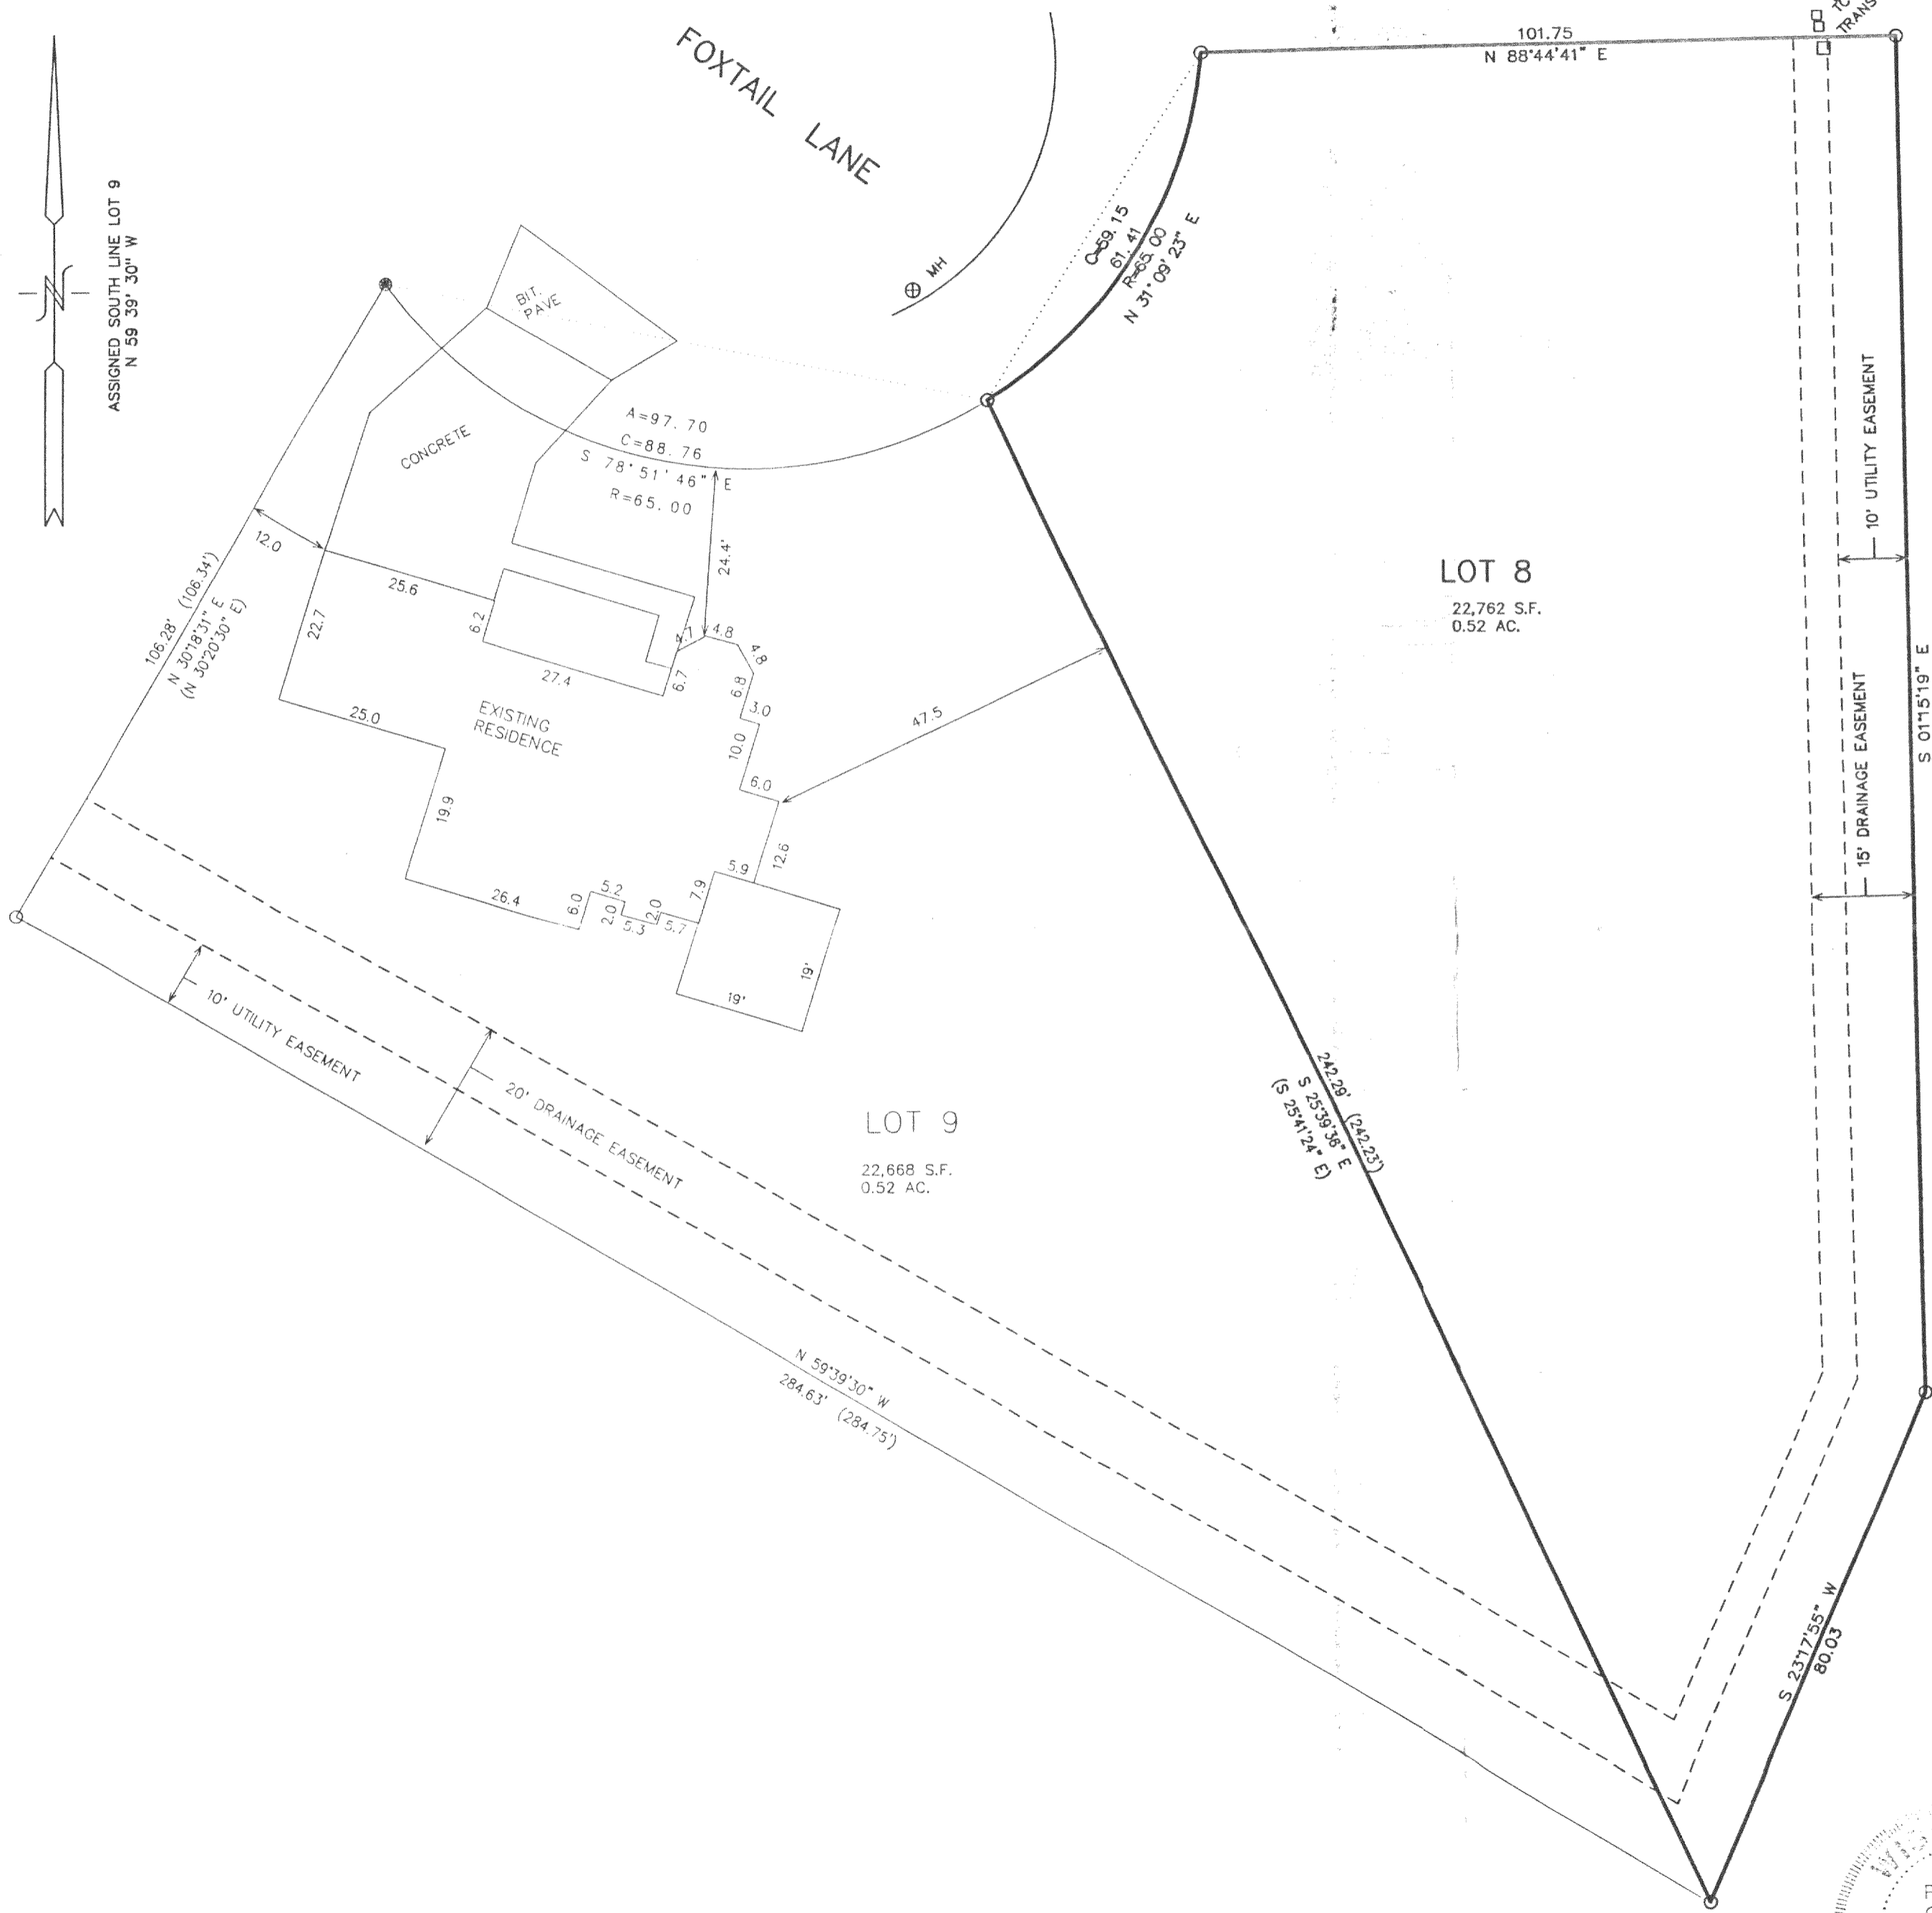 ASSIGNED SOUTH LINE LOT 9
N 59 39' 30" W
FOXTAIL LANE
MH
BIT.
PAVE
CONCRETE
A=97.70
C=88.76
S 78°51'46" E
R=65.00
C=59.15
61.41
R=65.00
N 31°09'23" E
101.75
N 88°44'41" E
TRANS
10' UTILITY EASEMENT
15' DRAINAGE EASEMENT
S 01°15'19" E
LOT 8
22,762 S.F.
0.52 AC.
106.28' (106.34')
N 30°18'31" E
(N 30°20'30" E)
12.0
25.6
22.7
6.2
27.4
25.0
EXISTING
RESIDENCE
24.4'
4.7
4.8
4.8
6.7
6.8
3.0
10.0
6.0
47.5
19.9
12.6
5.9
7.9
26.4
6.0
5.2
2.0
5.3
2.0
5.7
19'
19'
10' UTILITY EASEMENT
20' DRAINAGE EASEMENT
LOT 9
22,668 S.F.
0.52 AC.
242.29' (242.23')
S 25°39'36" E
(S 25°41'24" E)
N 59°39'30" W
284.63' (284.75')
S 23°17'55" W
80.03
WIS